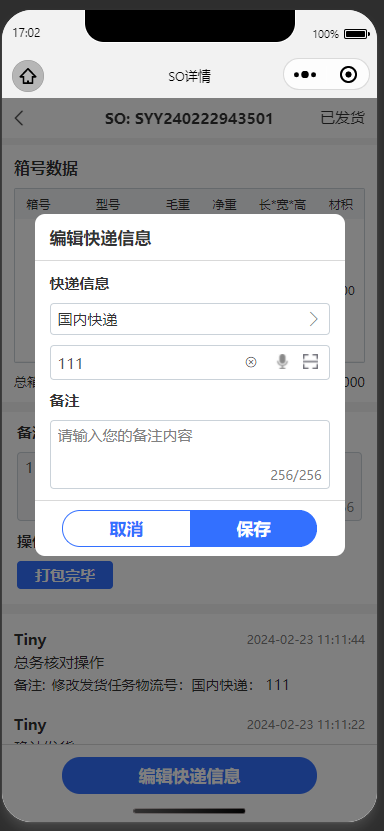 17:02
100%
SO详情
SO: SYY240222943501
已发货
箱号数据
箱号 型号 毛重 净重 长*宽*高 材积
编辑快递信息
快递信息
国内快递
111
备注
请输入您的备注内容
256/256
取消 保存
打包完毕
Tiny 2024-02-23 11:11:44
总务核对操作
备注: 修改发货任务物流号：国内快递： 111
Tiny 2024-02-23 11:11:22
编辑快递信息